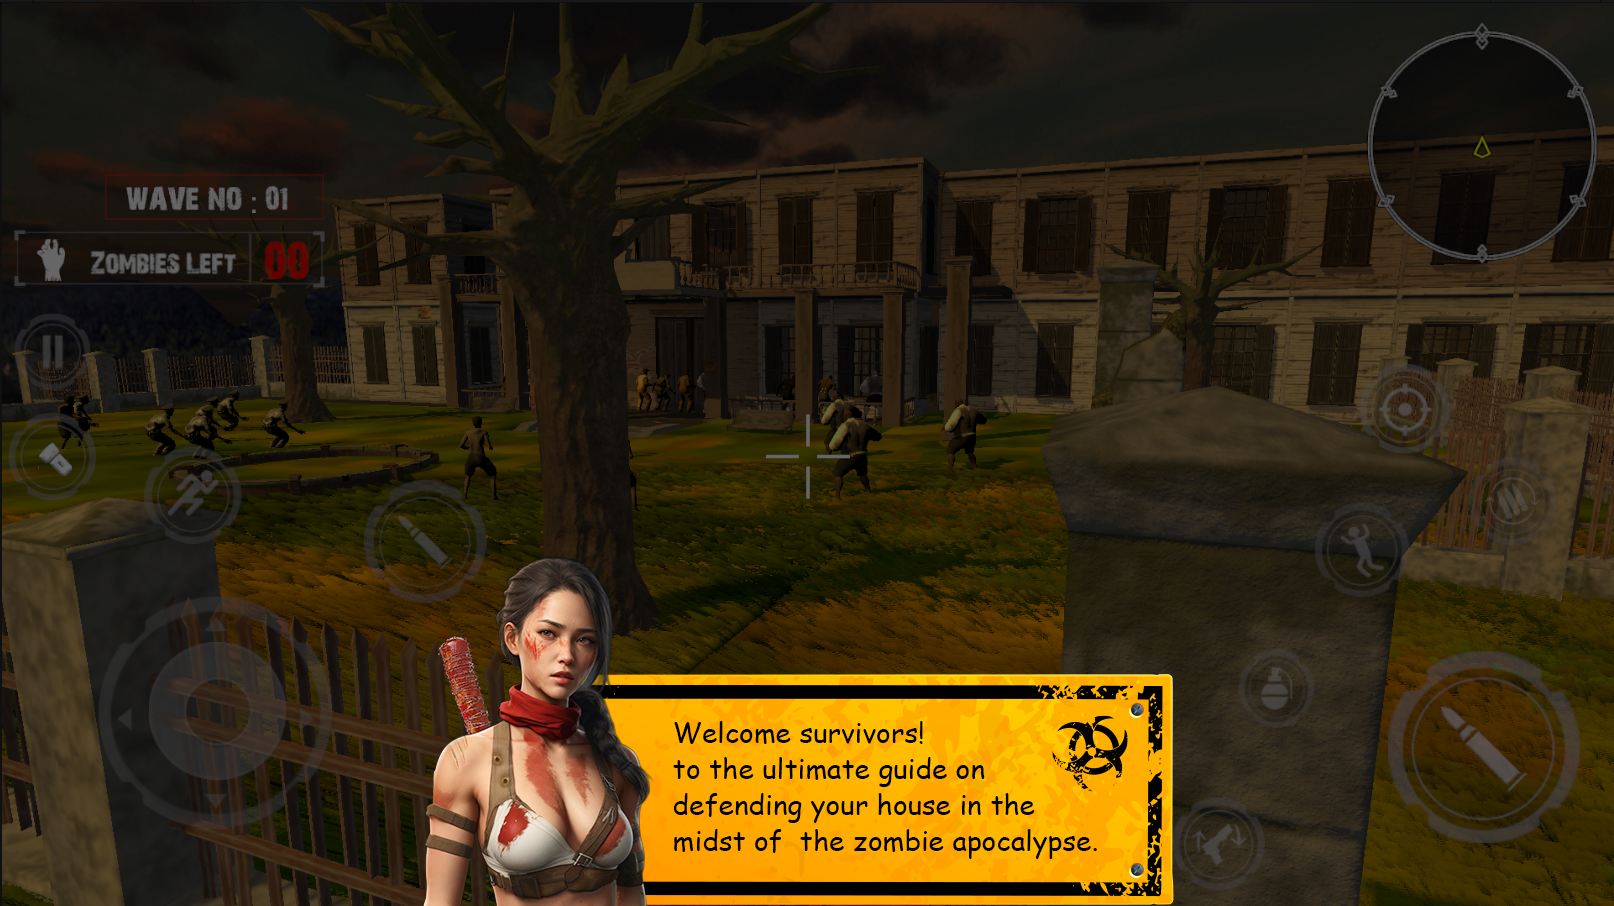 WAVE NO : 01
ZOMBIES LEFT 00
Welcome survivors!
to the ultimate guide on
defending your house in the
midst of the zombie apocalypse.